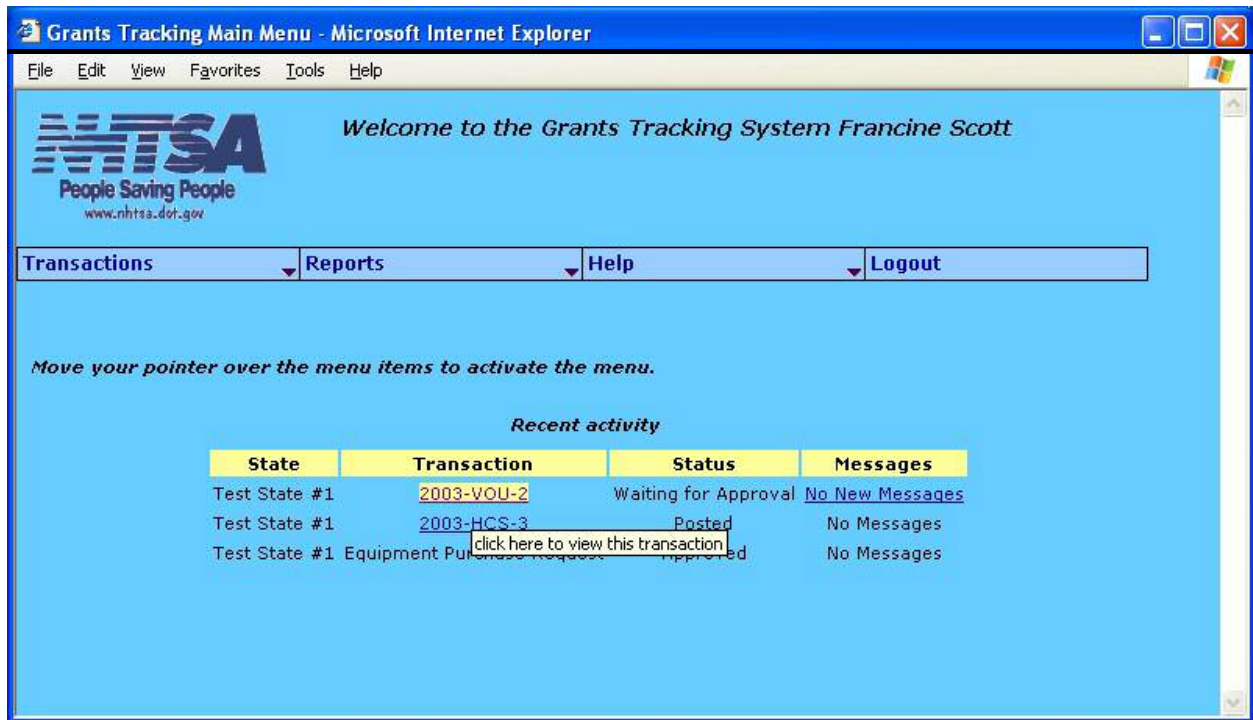 Grants Tracking Main Menu - Microsoft Internet Explorer
File Edit View Favorites Tools Help
NHTSA
People Saving People
www.nhtsa.dot.gov
Welcome to the Grants Tracking System Francine Scott
Transactions Reports Help Logout
Move your pointer over the menu items to activate the menu.
Recent activity
State Transaction Status Messages
Test State #1 2003-VOU-2 Waiting for Approval No New Messages
Test State #1 2003-HCS-3 Posted No Messages
click here to view this transaction
Test State #1 Equipment Purchase Request Approved No Messages